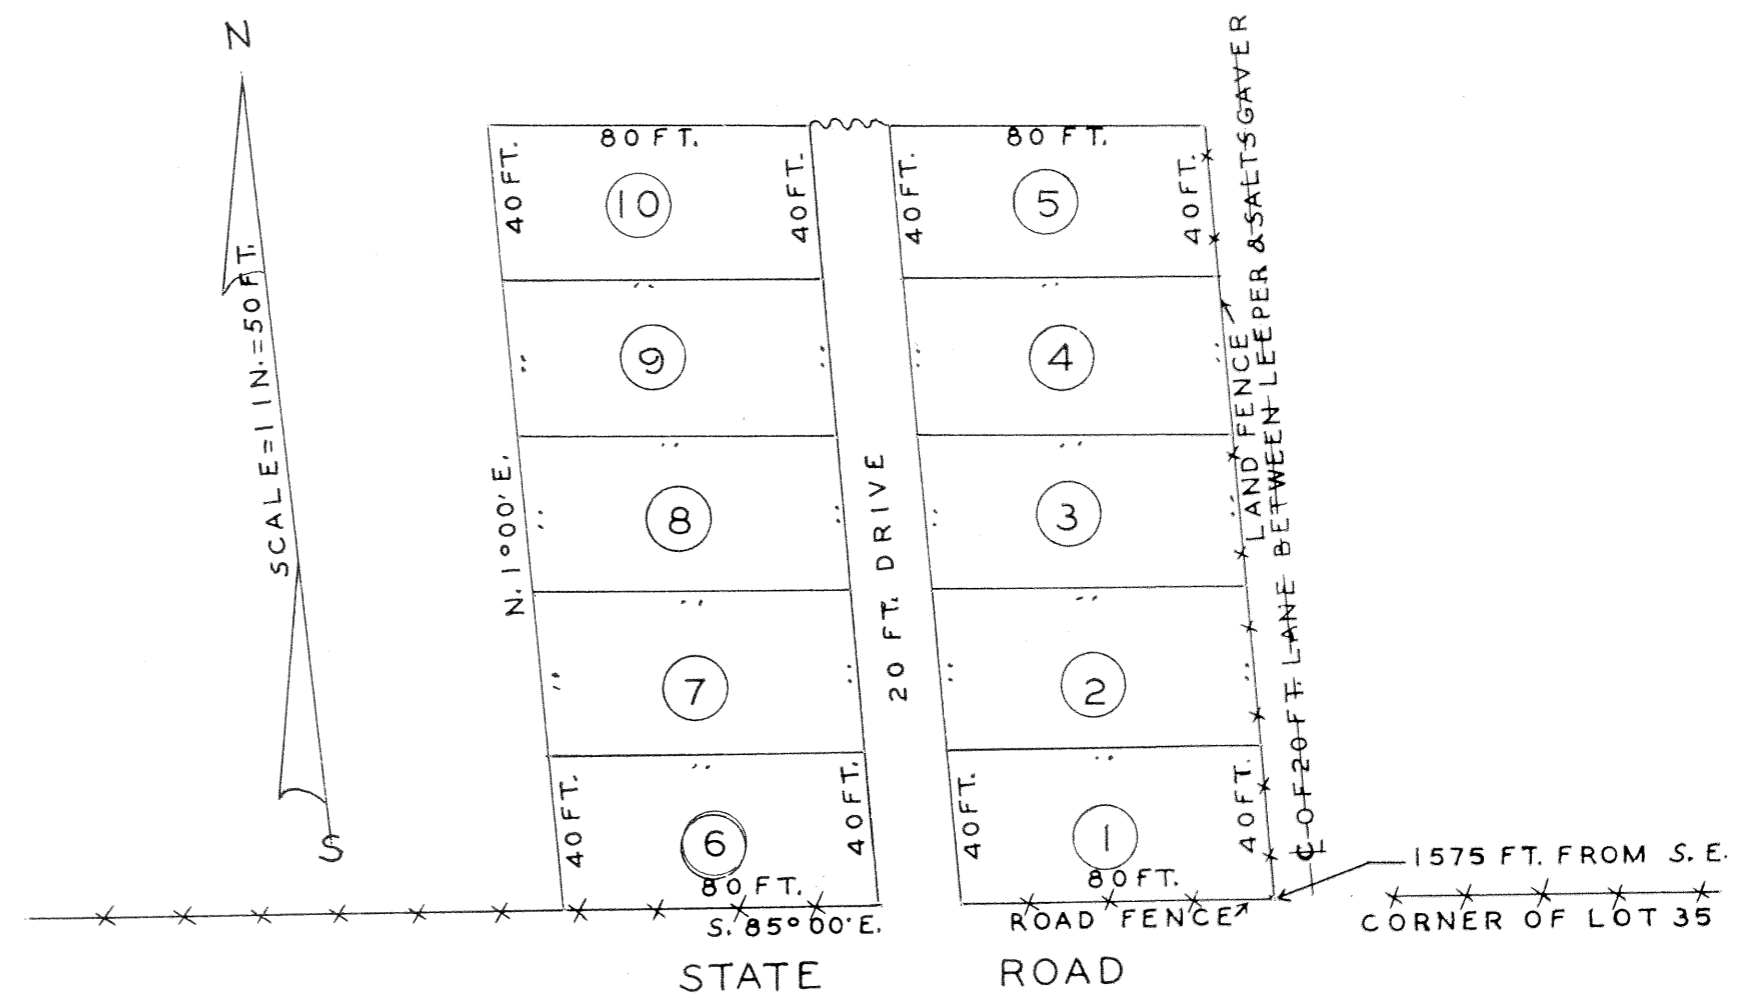 N
SCALE=1 IN.=50 FT.
S
80 FT.
40 FT.
10
40 FT.
80 FT.
40 FT.
5
40 FT.
9
4
8
3
7
2
N. 1°00' E.
20 FT. DRIVE
LAND FENCE
℄ OF 20 FT. LANE BETWEEN LEEPER & SALTSGAVER
40 FT.
6
40 FT.
80 FT.
40 FT.
1
40 FT.
80 FT.
1575 FT. FROM S. E.
CORNER OF LOT 35
S. 85°00' E.
ROAD FENCE
STATE ROAD